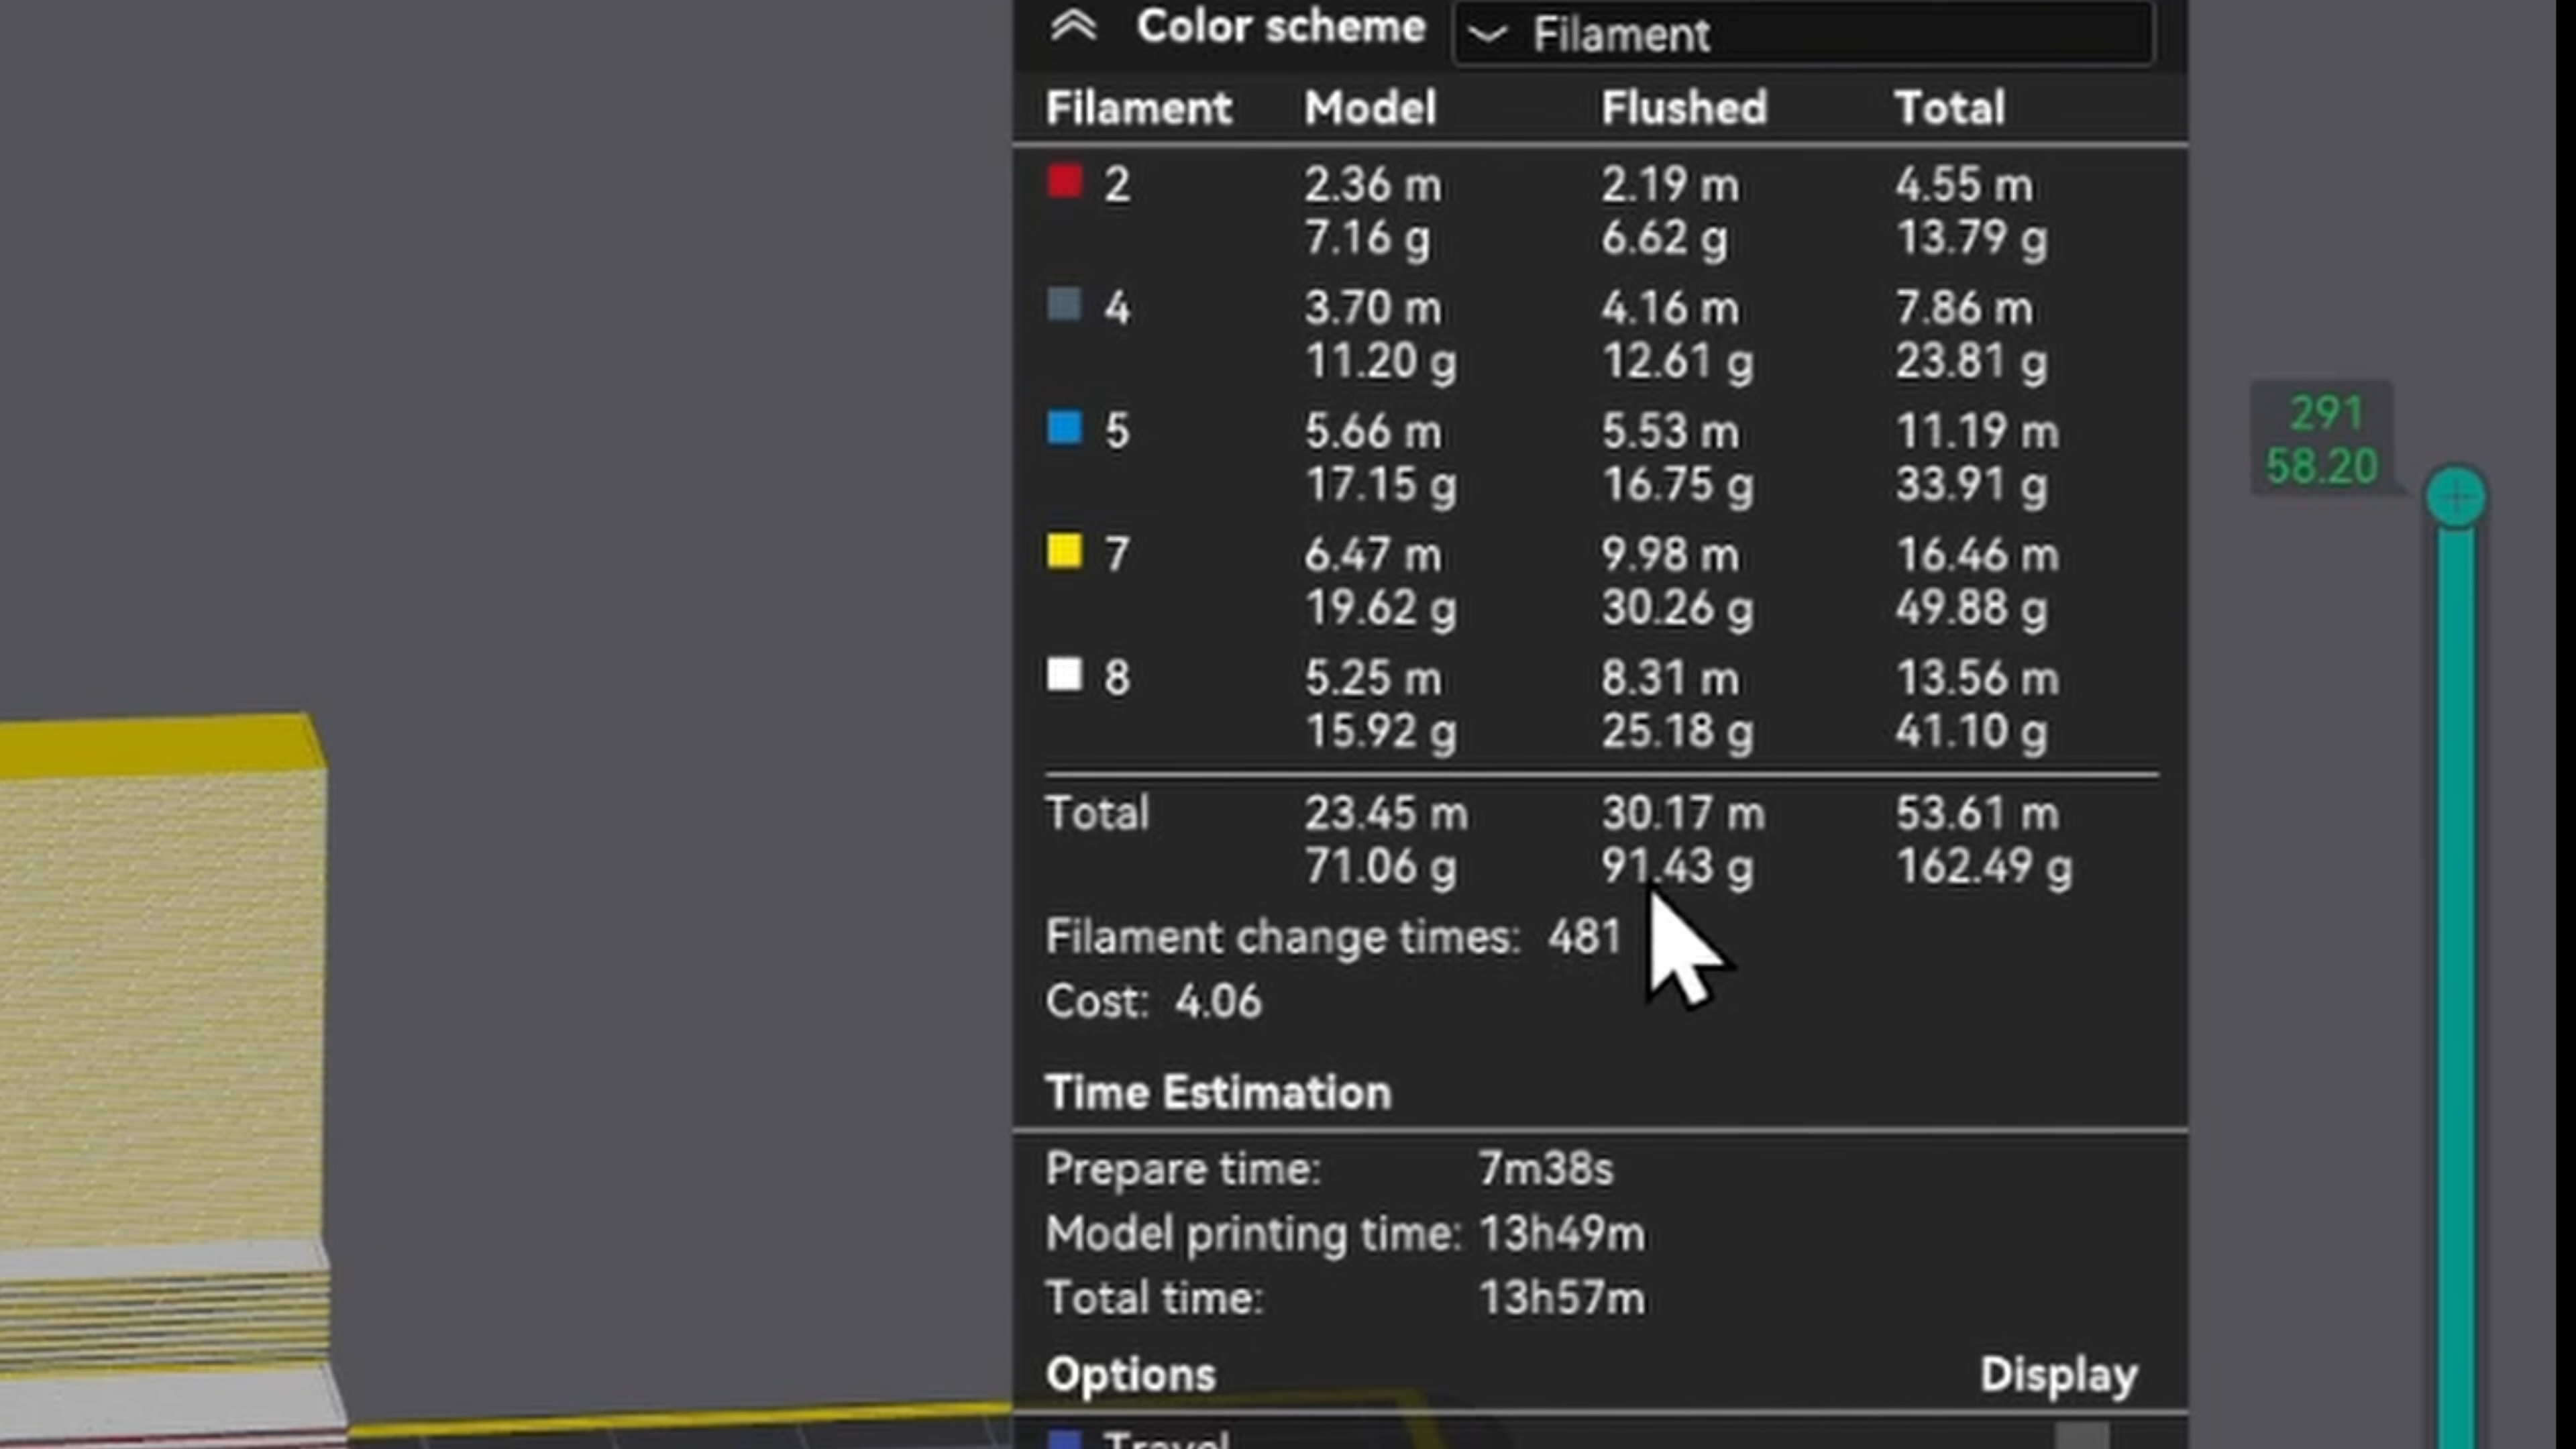 Color scheme Filament
Filament Model Flushed Total
2 2.36 m 2.19 m 4.55 m
7.16 g 6.62 g 13.79 g
4 3.70 m 4.16 m 7.86 m
11.20 g 12.61 g 23.81 g
5 5.66 m 5.53 m 11.19 m
17.15 g 16.75 g 33.91 g
7 6.47 m 9.98 m 16.46 m
19.62 g 30.26 g 49.88 g
8 5.25 m 8.31 m 13.56 m
15.92 g 25.18 g 41.10 g
Total 23.45 m 30.17 m 53.61 m
71.06 g 91.43 g 162.49 g
Filament change times: 481
Cost: 4.06
Time Estimation
Prepare time: 7m38s
Model printing time: 13h49m
Total time: 13h57m
Options Display
Travel
291
58.20